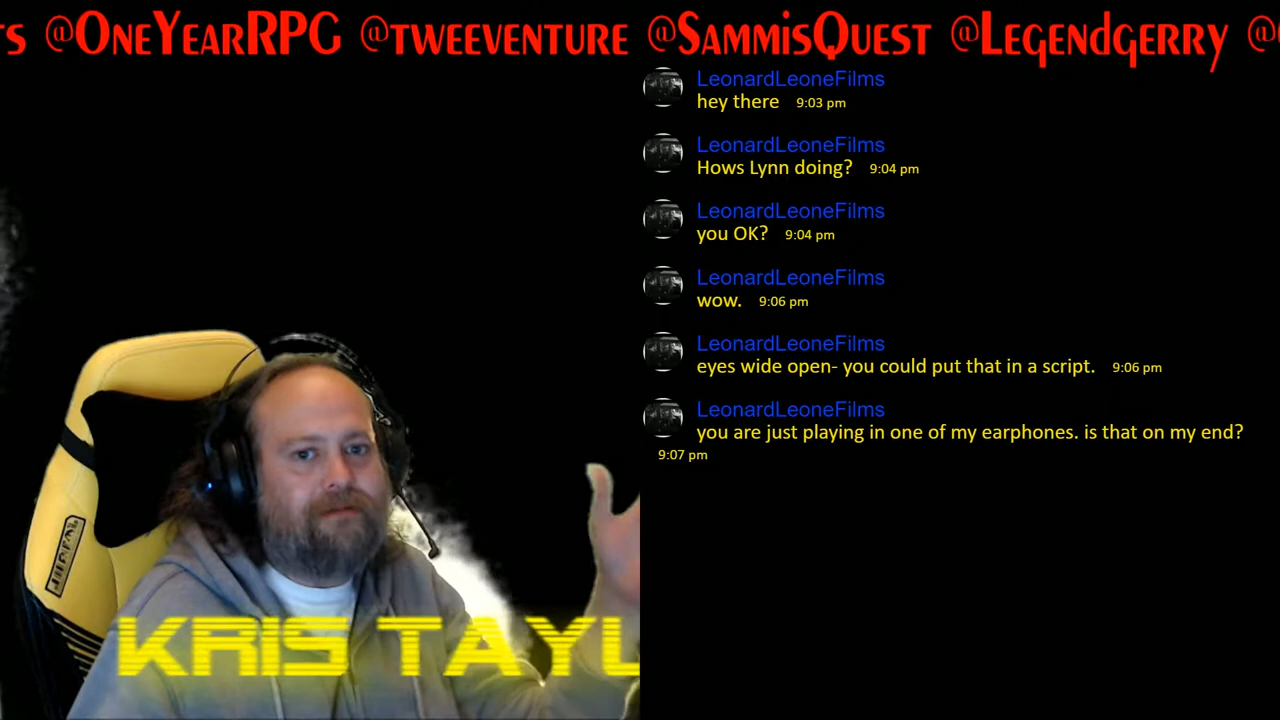 @OneYearRPG @tweeventure @SammisQuest @Legendgerry
LeonardLeoneFilms
hey there 9:03 pm
LeonardLeoneFilms
Hows Lynn doing? 9:04 pm
LeonardLeoneFilms
you OK? 9:04 pm
LeonardLeoneFilms
wow. 9:06 pm
LeonardLeoneFilms
eyes wide open- you could put that in a script. 9:06 pm
LeonardLeoneFilms
you are just playing in one of my earphones. is that on my end?
9:07 pm
KRIS TAYL